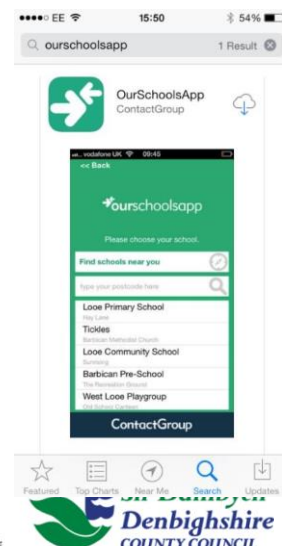 EE 15:50 54%
ourschoolsapp 1 Result
OurSchoolsApp
ContactGroup
vodafone UK 09:45
<< Back
ourschoolsapp
Please choose your school.
Find schools near you
type your postcode here
Looe Primary School
Hay Lane
Tickles
Barbican Methodist Church
Looe Community School
Sunrising
Barbican Pre-School
The Recreation Ground
West Looe Playgroup
ContactGroup
Featured Top Charts Near Me Search Updates
Sir Ddinbych
Denbighshire
COUNTY COUNCIL